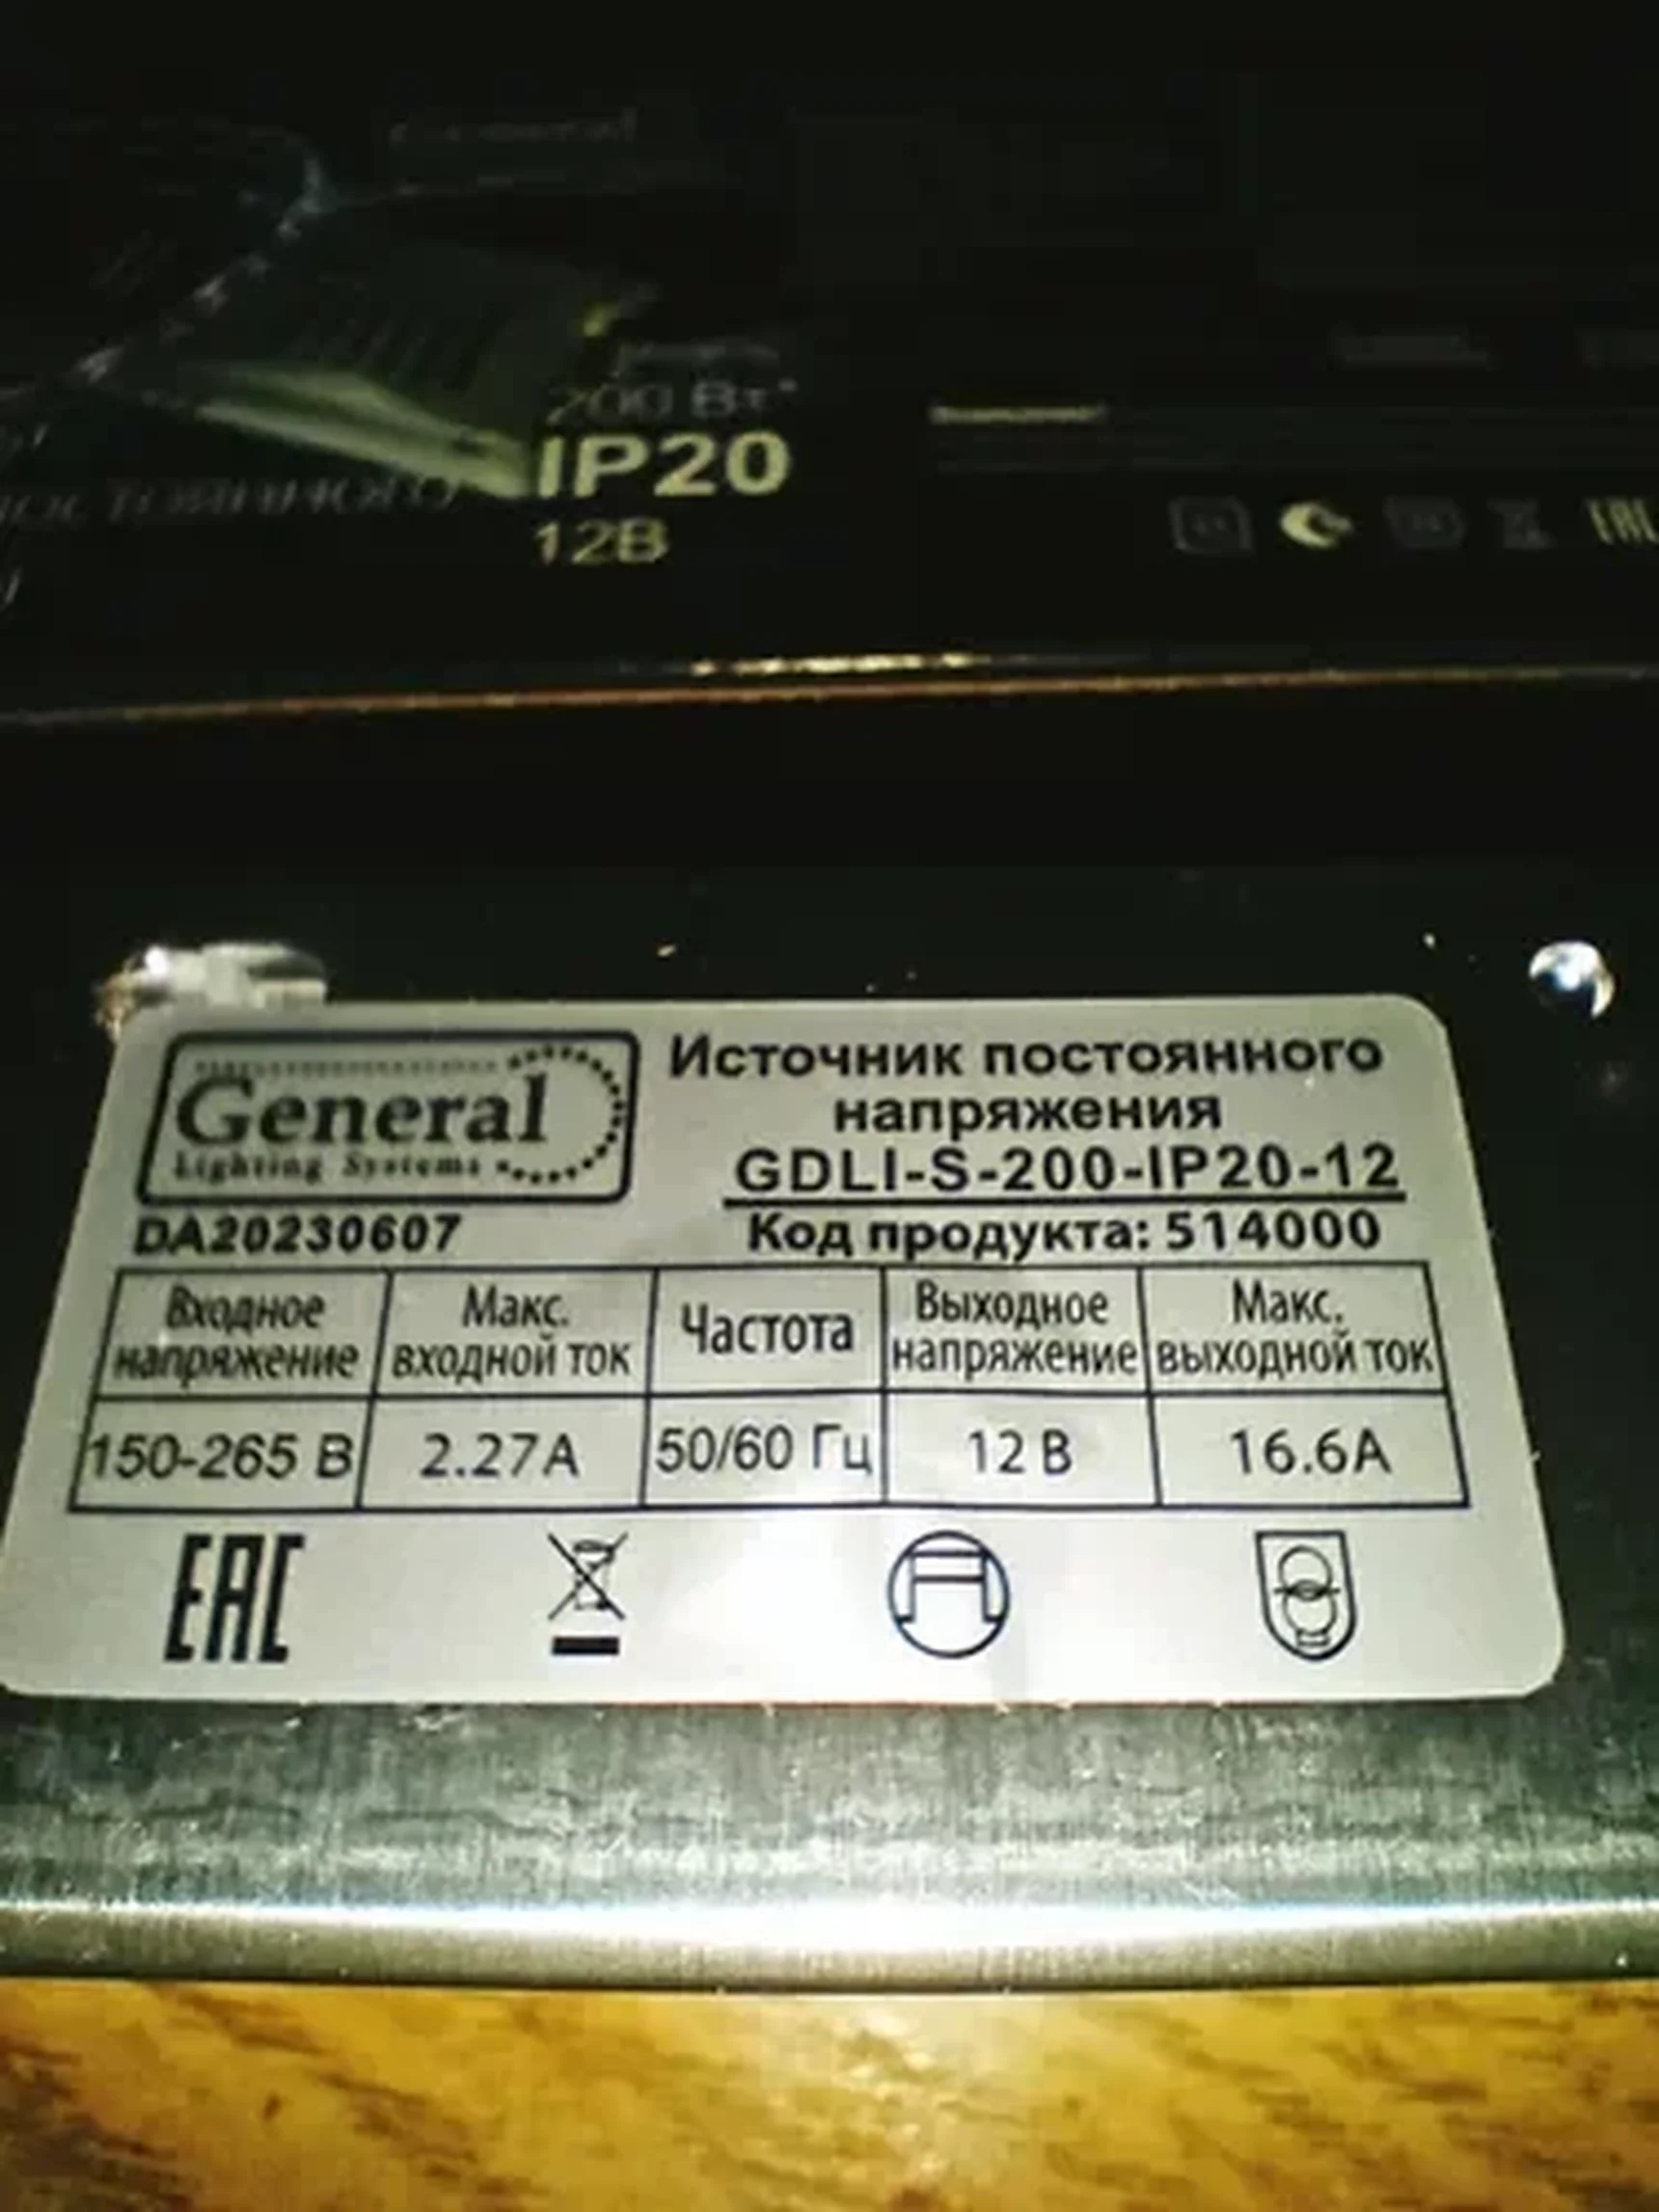 200 Вт*
IP20
12В
EAC
General
Lighting Systems
DA20230607
Источник постоянного
напряжения
GDLI-S-200-IP20-12
Код продукта: 514000
Входное напряжение
Макс. входной ток
Частота
Выходное напряжение
Макс. выходной ток
150-265 В
2.27А
50/60 Гц
12 В
16.6А
EAC